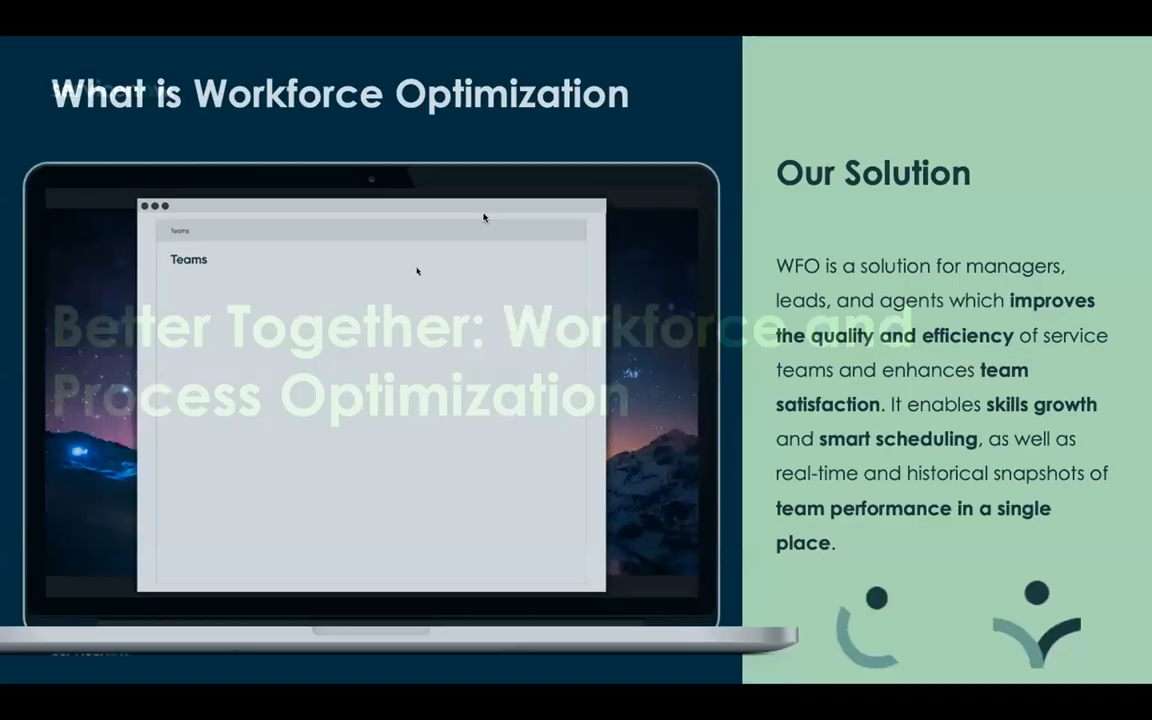 What is Workforce Optimization
Teams
Teams
Better Together: Workforce and
Process Optimization
Our Solution
WFO is a solution for managers,
leads, and agents which improves
the quality and efficiency of service
teams and enhances team
satisfaction. It enables skills growth
and smart scheduling, as well as
real-time and historical snapshots of
team performance in a single
place.